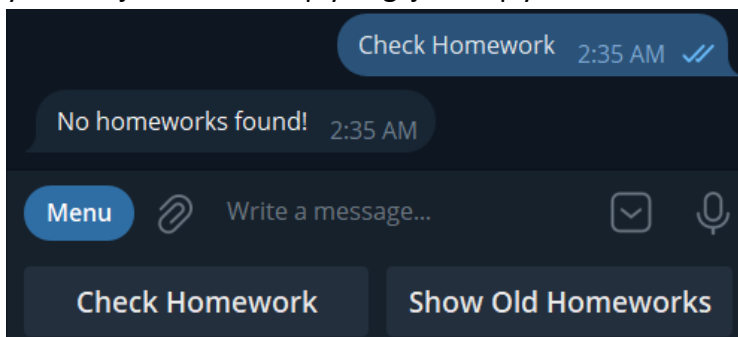 Check Homework 2:35 AM
No homeworks found! 2:35 AM
Menu Write a message...
Check Homework Show Old Homeworks